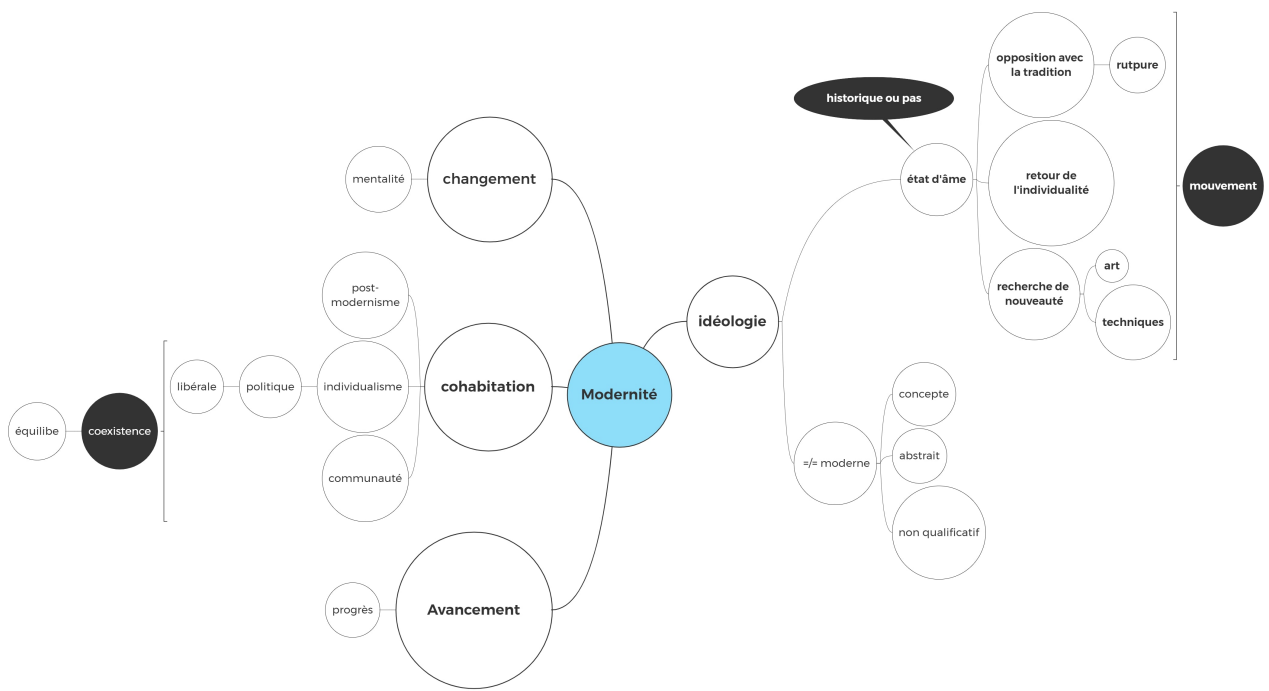 Modernité
changement
mentalité
cohabitation
post-
modernisme
individualisme
politique
libérale
communauté
coexistence
équilibe
Avancement
progrès
idéologie
état d'âme
historique ou pas
opposition avec
la tradition
rutpure
retour de
l'individualité
recherche de
nouveauté
art
techniques
mouvement
=/= moderne
concepte
abstrait
non qualificatif